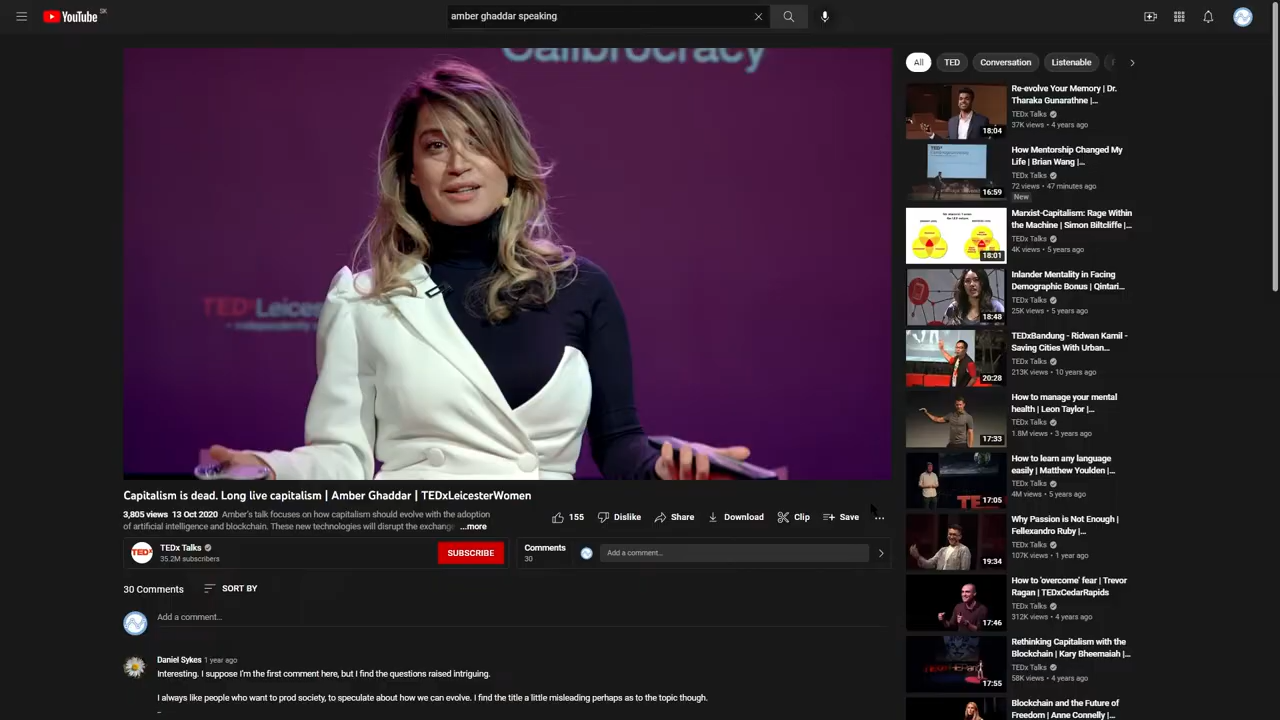 YouTube SK
amber ghaddar speaking
Calibrocracy
TEDxLeices
Capitalism is dead. Long live capitalism | Amber Ghaddar | TEDxLeicesterWomen
3,805 views • 13 Oct 2020 Amber's talk focuses on how capitalism should evolve with the adoption
of artificial intelligence and blockchain. These new technologies will disrupt the exchange ...more
155
Dislike
Share
Download
Clip
Save
TEDx
TEDx Talks
35.2M subscribers
SUBSCRIBE
Comments
30
Add a comment...
30 Comments
SORT BY
Add a comment...
Daniel Sykes 1 year ago
Interesting. I suppose I'm the first comment here, but I find the questions raised intriguing.
I always like people who want to prod society, to speculate about how we can evolve. I find the title a little misleading perhaps as to the topic though.
All
TED
Conversation
Listenable
18:04
Re-evolve Your Memory | Dr.
Tharaka Gunarathne |...
TEDx Talks
37K views • 4 years ago
16:59
How Mentorship Changed My
Life | Brian Wang |...
TEDx Talks
72 views • 47 minutes ago
New
18:01
Marxist-Capitalism: Rage Within
the Machine | Simon Biltcliffe |...
TEDx Talks
4K views • 5 years ago
18:48
Inlander Mentality in Facing
Demographic Bonus | Qintari...
TEDx Talks
25K views • 5 years ago
20:28
TEDxBandung - Ridwan Kamil -
Saving Cities With Urban...
TEDx Talks
213K views • 10 years ago
17:33
How to manage your mental
health | Leon Taylor |...
TEDx Talks
1.8M views • 3 years ago
TE
17:05
How to learn any language
easily | Matthew Youlden |...
TEDx Talks
4M views • 5 years ago
19:34
Why Passion is Not Enough |
Fellexandro Ruby |...
TEDx Talks
107K views • 1 year ago
17:46
How to 'overcome' fear | Trevor
Ragan | TEDxCedarRapids
TEDx Talks
312K views • 4 years ago
17:55
Rethinking Capitalism with the
Blockchain | Kary Bheemaiah |...
TEDx Talks
58K views • 4 years ago
Blockchain and the Future of
Freedom | Anne Connelly |...